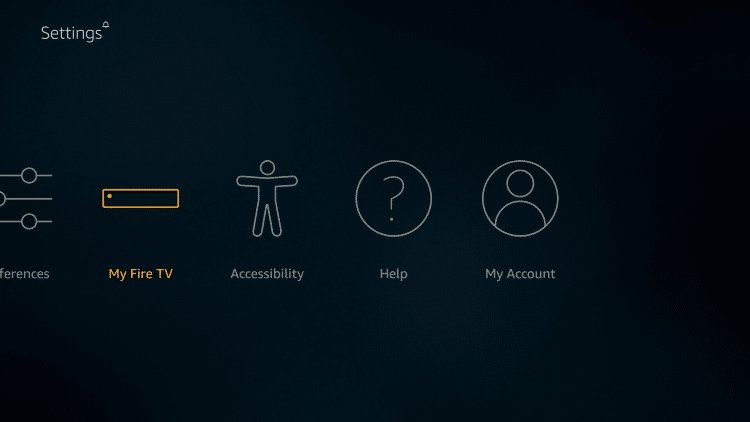 Settings
ferences
My Fire TV
Accessibility
Help
My Account